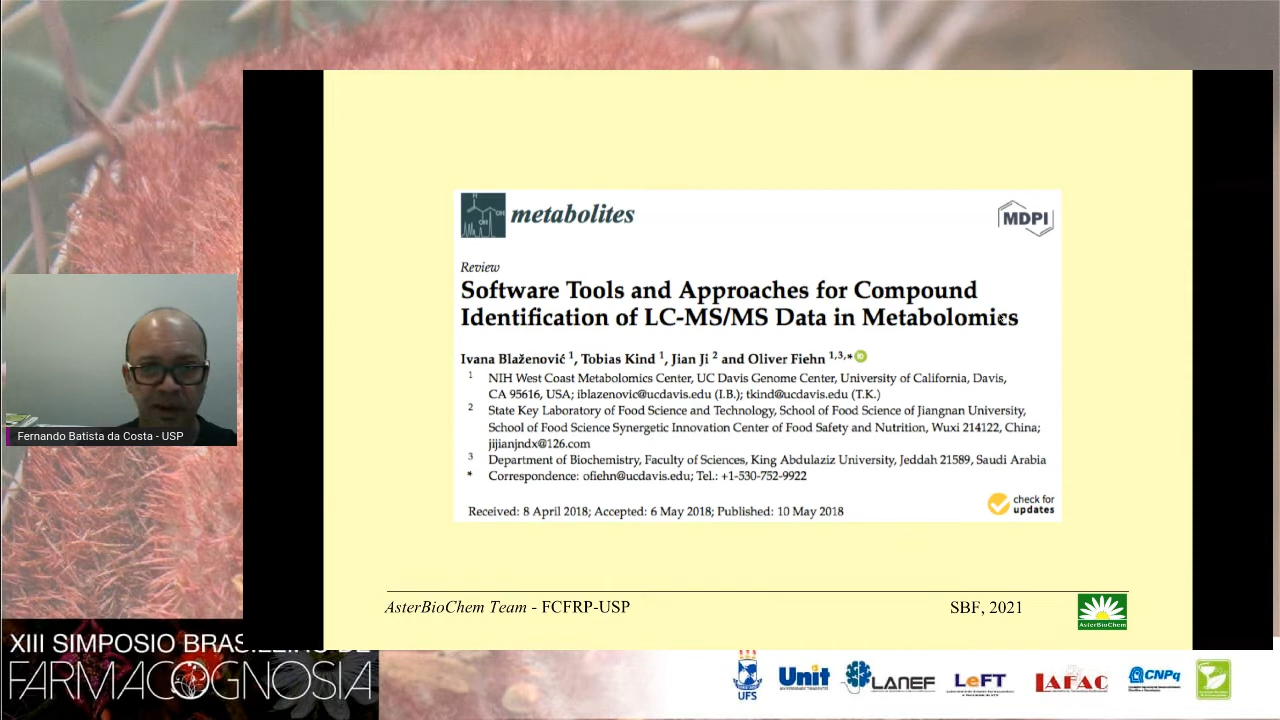 metabolites
MDPI
Review
Software Tools and Approaches for Compound
Identification of LC-MS/MS Data in Metabolomics
Ivana Blaženović 1, Tobias Kind 1, Jian Ji 2 and Oliver Fiehn 1,3,*
1 NIH West Coast Metabolomics Center, UC Davis Genome Center, University of California, Davis,
CA 95616, USA; iblazenovic@ucdavis.edu (I.B.); tkind@ucdavis.edu (T.K.)
2 State Key Laboratory of Food Science and Technology, School of Food Science of Jiangnan University,
School of Food Science Synergetic Innovation Center of Food Safety and Nutrition, Wuxi 214122, China;
jijianjndx@126.com
3 Department of Biochemistry, Faculty of Sciences, King Abdulaziz University, Jeddah 21589, Saudi Arabia
* Correspondence: ofiehn@ucdavis.edu; Tel.: +1-530-752-9922
check for
updates
Received: 8 April 2018; Accepted: 6 May 2018; Published: 10 May 2018
Fernando Batista da Costa - USP
AsterBioChem Team - FCFRP-USP
SBF, 2021
AsterBioChem
XIII SIMPOSIO BRAS
FARMACOGNOSIA
UFS
Unit
LANEF
LeFT
LAFAC
CNPq